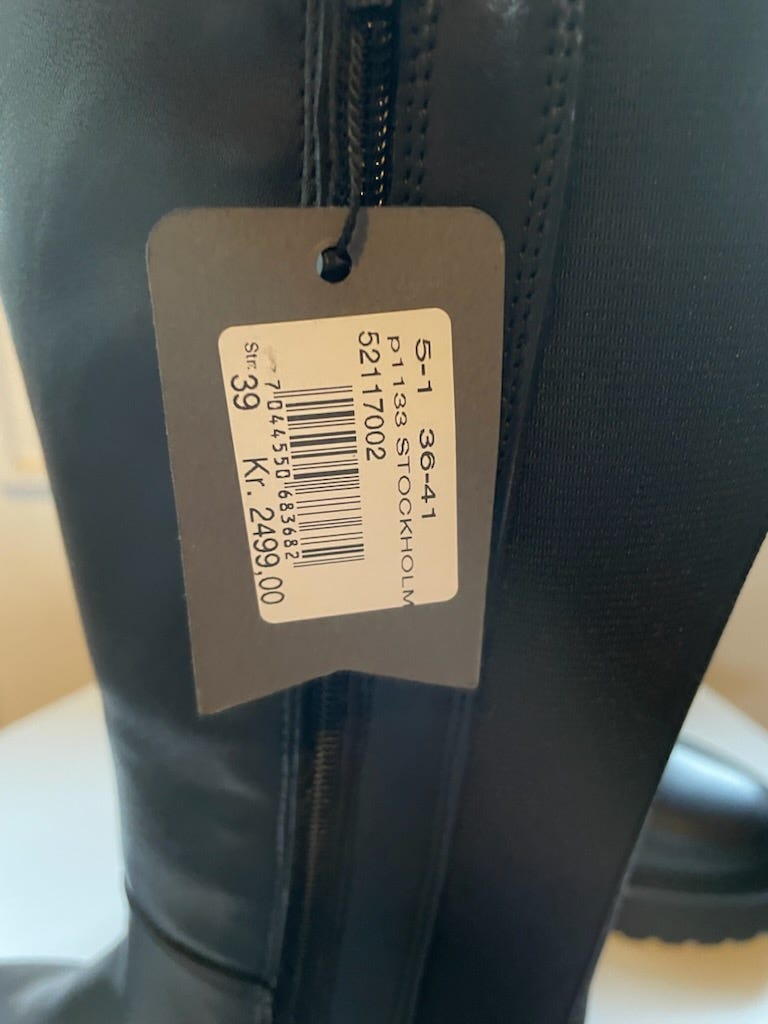 5-1 36-41
p1133 STOCKHOLM
52117002
7 044550 683682
Str. 39 Kr. 2499,00